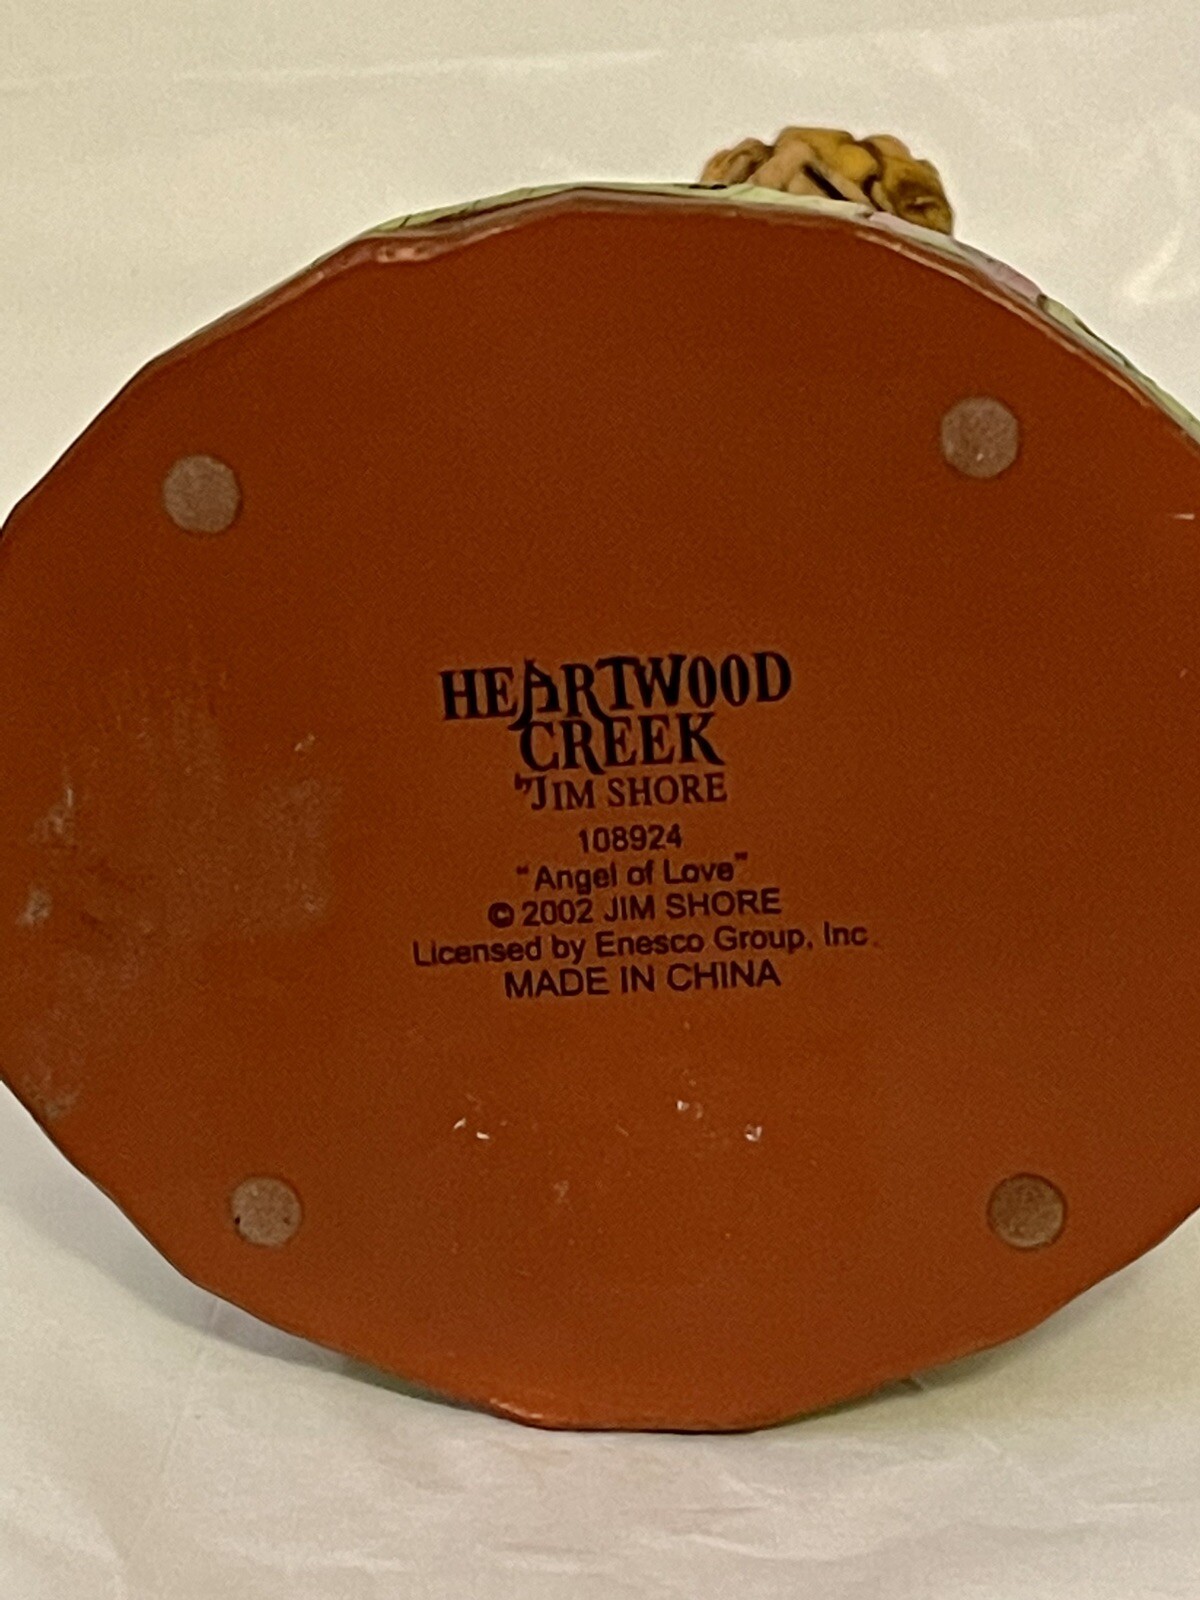 HEARTWOOD
CREEK
by JIM SHORE
108924
"Angel of Love"
© 2002 JIM SHORE
Licensed by Enesco Group, Inc.
MADE IN CHINA